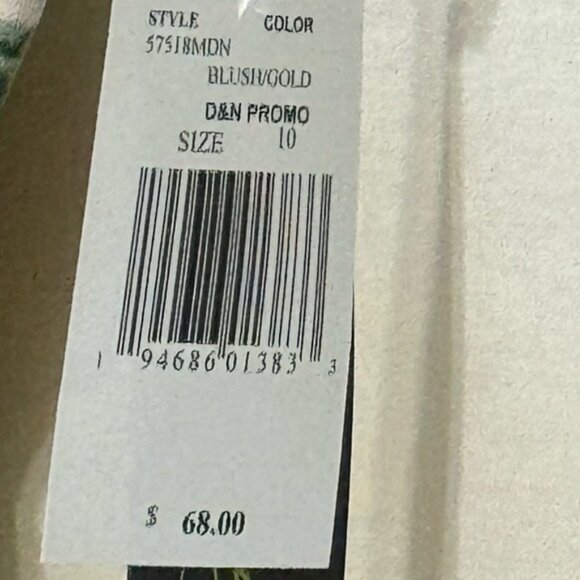 STYLE COLOR
57518MDN
BLUSH/GOLD
D&N PROMO
SIZE 10
1 94686 01383 3
$ 68.00